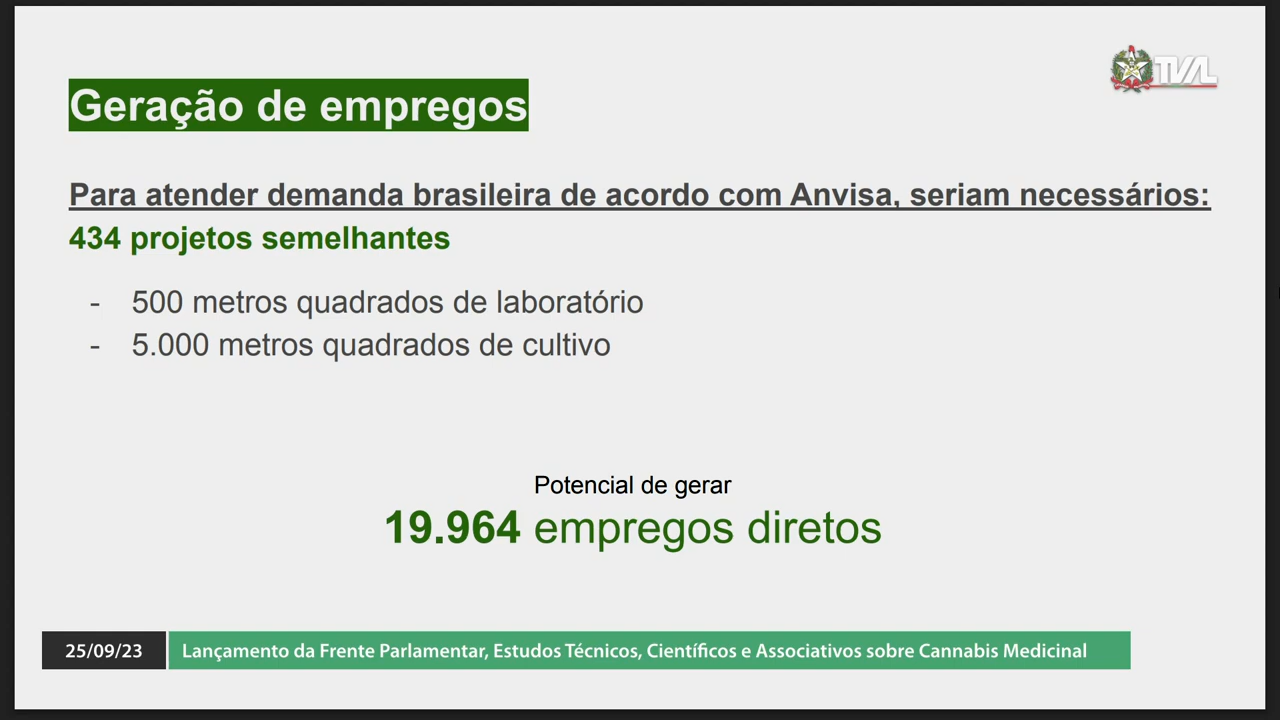 TVAL
Geração de empregos
Para atender demanda brasileira de acordo com Anvisa, seriam necessários:
434 projetos semelhantes
- 500 metros quadrados de laboratório
- 5.000 metros quadrados de cultivo
Potencial de gerar
19.964 empregos diretos
25/09/23 Lançamento da Frente Parlamentar, Estudos Técnicos, Científicos e Associativos sobre Cannabis Medicinal